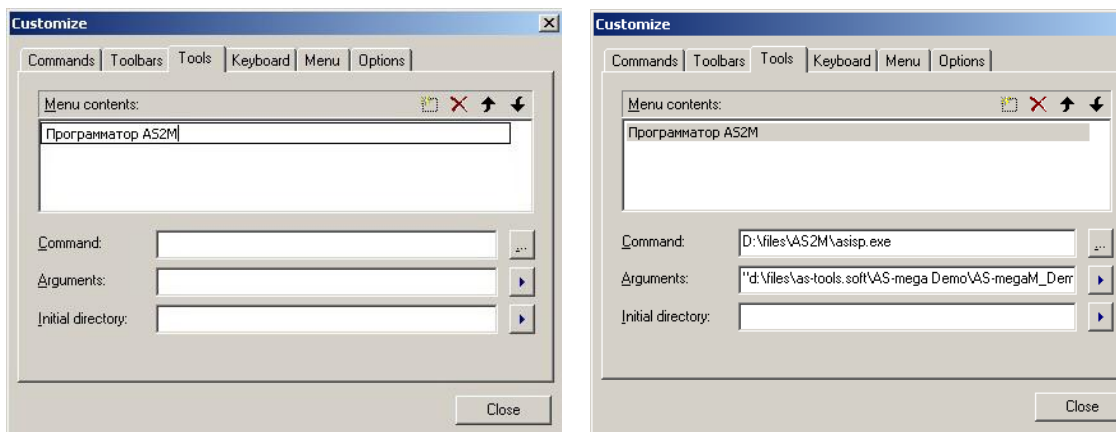 Customize
Commands Toolbars Tools Keyboard Menu Options
Menu contents:
Программатор AS2M
Command:
...
Arguments:
Initial directory:
Close
Customize
Commands Toolbars Tools Keyboard Menu Options
Menu contents:
Программатор AS2M
Command: D:\files\AS2M\asisp.exe
...
Arguments: "d:\files\as-tools.soft\AS-mega Demo\AS-megaM_Dem
Initial directory:
Close